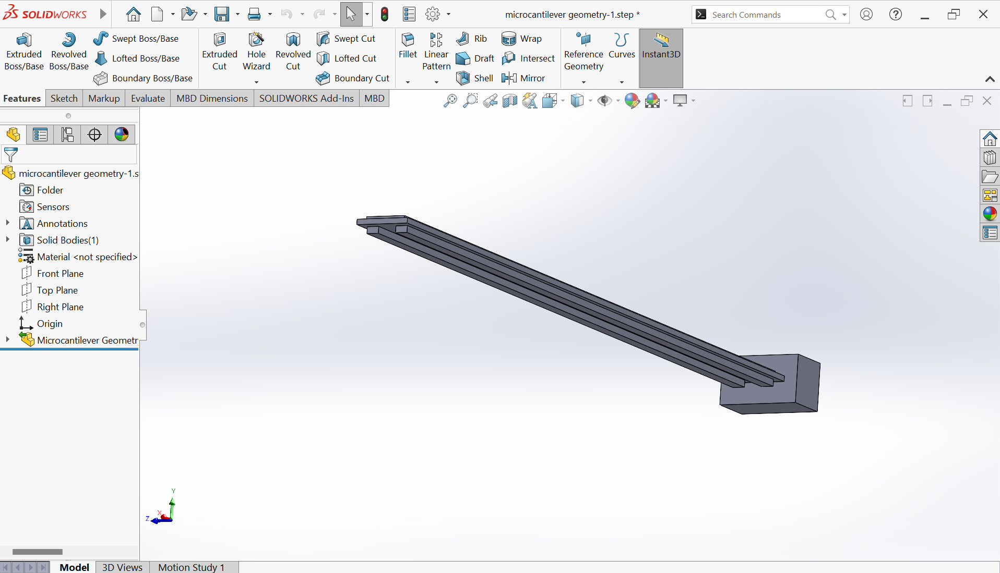 SOLIDWORKS
microcantilever geometry-1.step *
Search Commands
Extruded Boss/Base
Revolved Boss/Base
Swept Boss/Base
Lofted Boss/Base
Boundary Boss/Base
Extruded Cut
Hole Wizard
Revolved Cut
Swept Cut
Lofted Cut
Boundary Cut
Fillet
Linear Pattern
Rib
Draft
Shell
Wrap
Intersect
Mirror
Reference Geometry
Curves
Instant3D
Features
Sketch
Markup
Evaluate
MBD Dimensions
SOLIDWORKS Add-Ins
MBD
microcantilever geometry-1.s
Folder
Sensors
Annotations
Solid Bodies(1)
Material <not specified>
Front Plane
Top Plane
Right Plane
Origin
Microcantilever Geometr
Y
X
Z
Model
3D Views
Motion Study 1